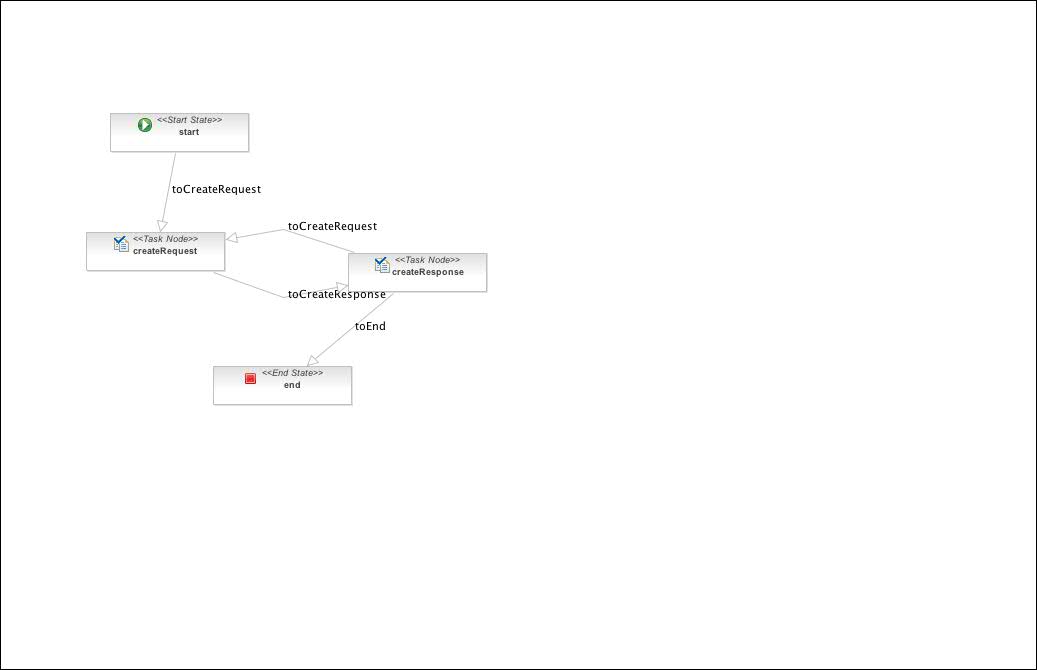 <<Start State>>
start
toCreateRequest
toCreateRequest
<<Task Node>>
createRequest
<<Task Node>>
createResponse
toCreateResponse
toEnd
<<End State>>
end